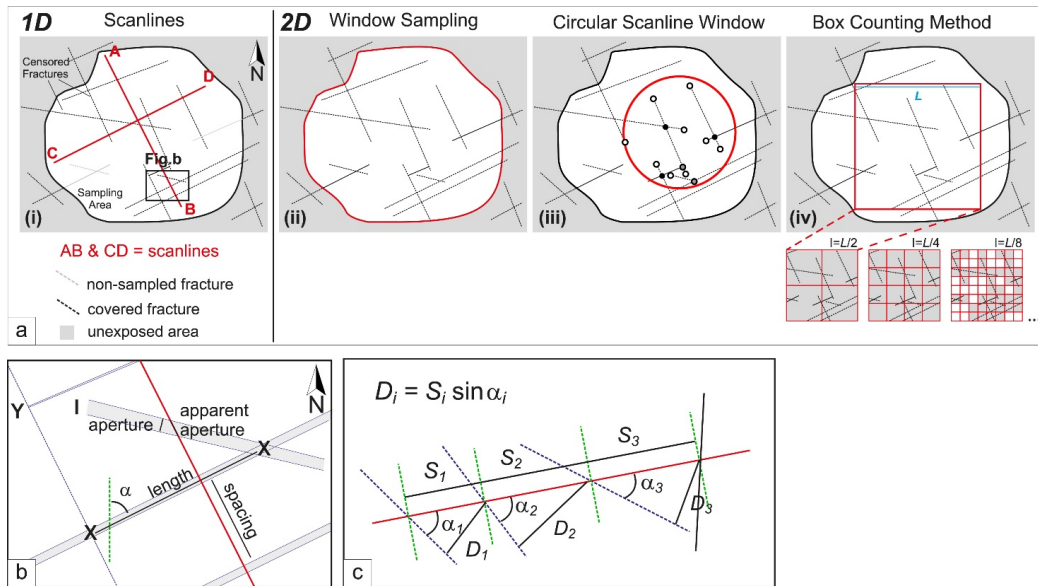 1D Scanlines
2D Window Sampling
Circular Scanline Window
Box Counting Method
Censored
Fractures
A
D
N
C
Fig.b
Sampling
Area
B
(i)
(ii)
(iii)
L
(iv)
AB & CD = scanlines
non-sampled fracture
covered fracture
unexposed area
l=L/2
l=L/4
l=L/8
...
a
Y
I
aperture
apparent
aperture
N
X
α
length
X
spacing
b
Dᵢ = Sᵢ sin αᵢ
S₁
S₂
S₃
α₁
α₂
α₃
D₁
D₂
D₃
c